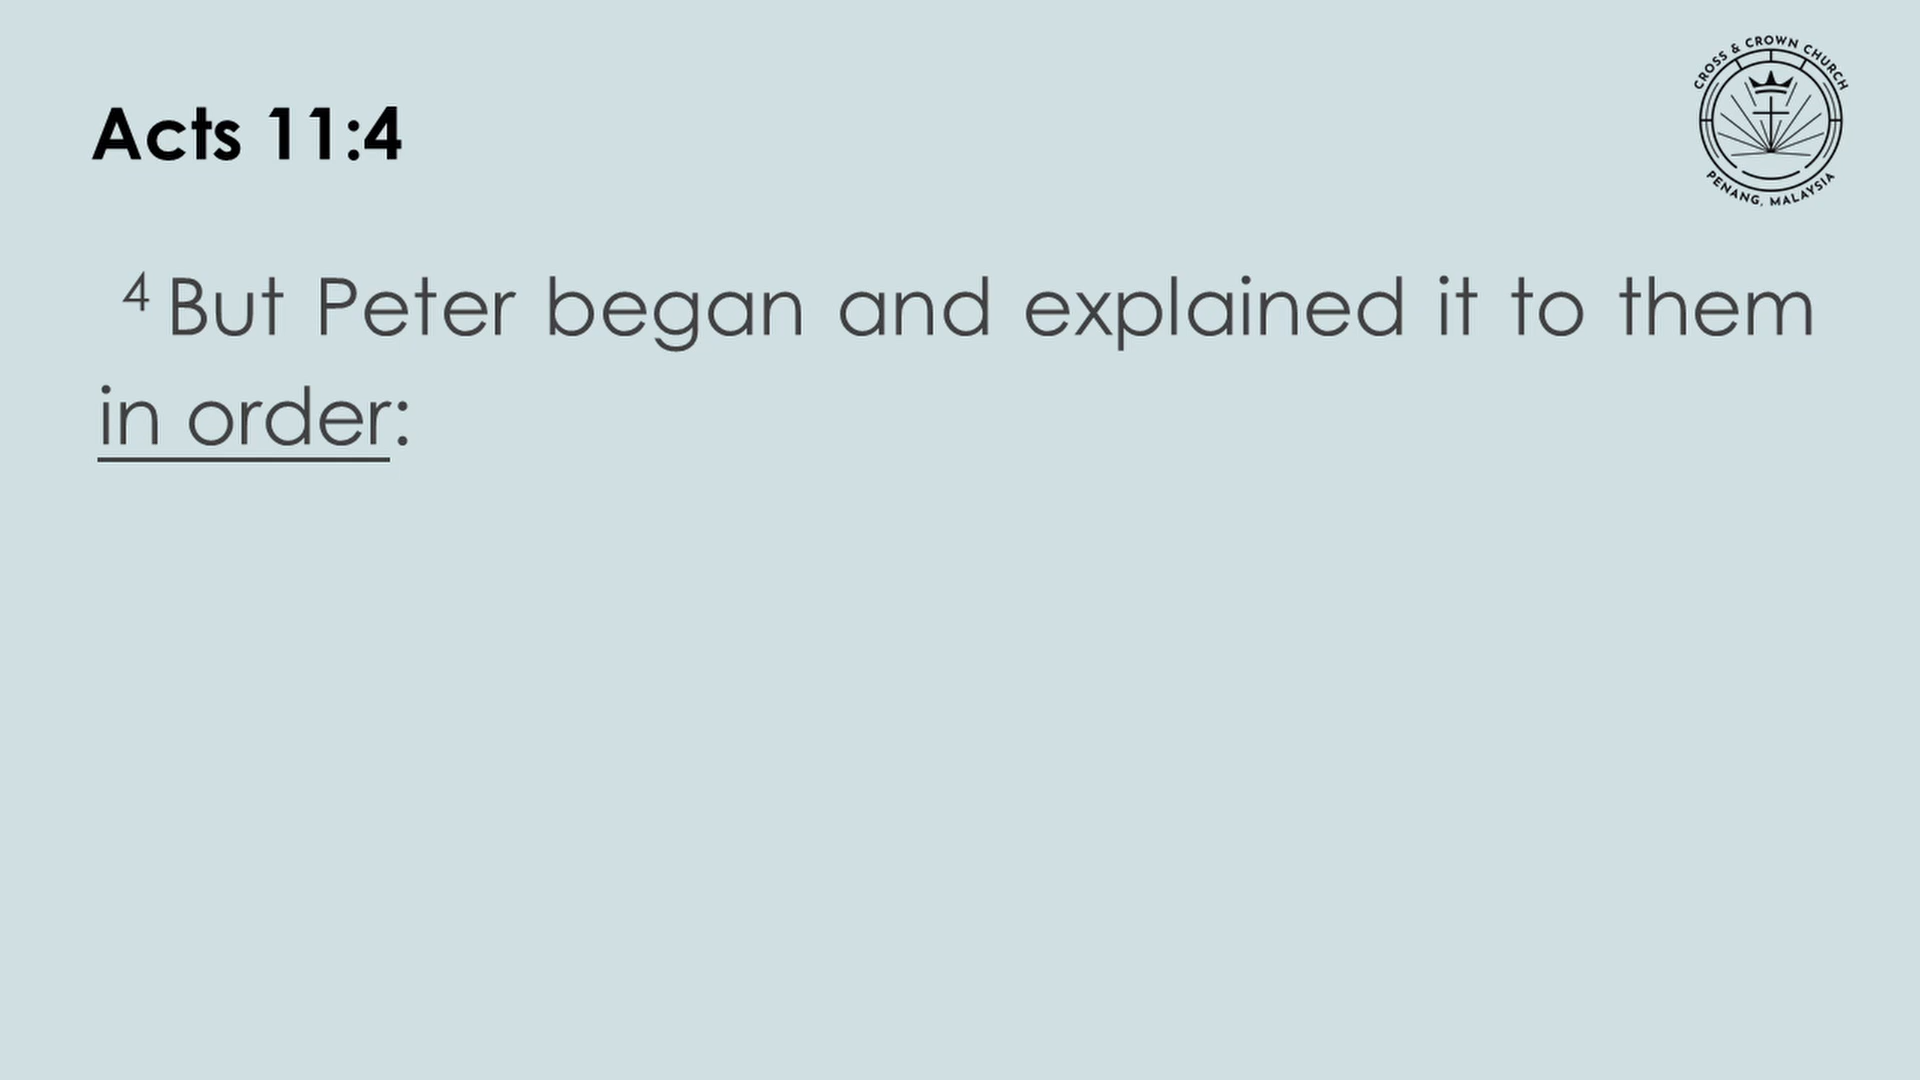 CROSS & CROWN CHURCH
PENANG, MALAYSIA
Acts 11:4
4 But Peter began and explained it to them
in order: